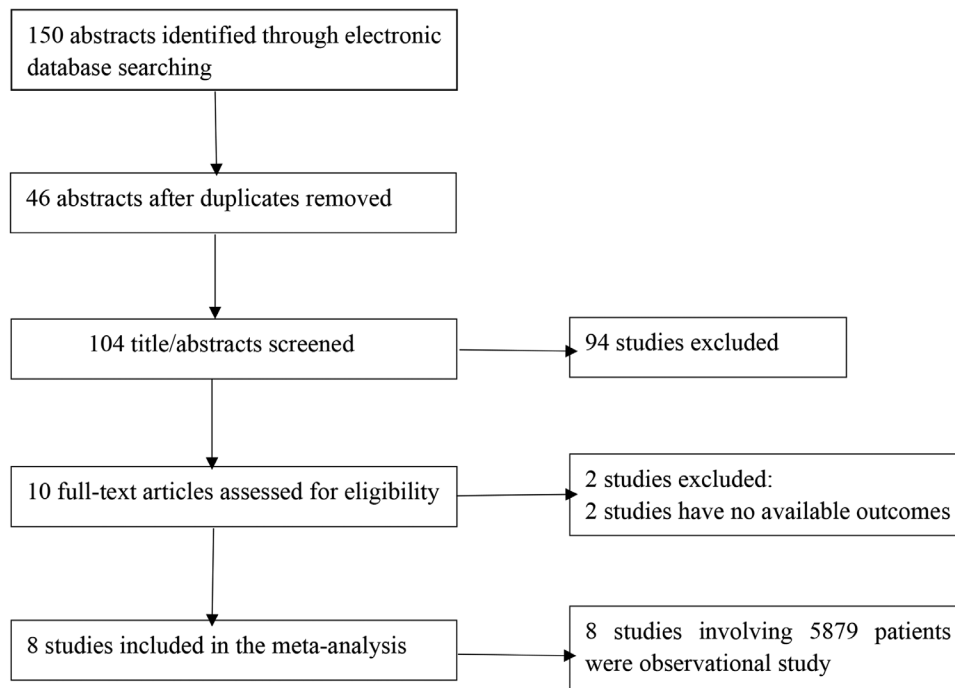 150 abstracts identified through electronic
database searching
46 abstracts after duplicates removed
104 title/abstracts screened
94 studies excluded
10 full-text articles assessed for eligibility
2 studies excluded:
2 studies have no available outcomes
8 studies included in the meta-analysis
8 studies involving 5879 patients
were observational study